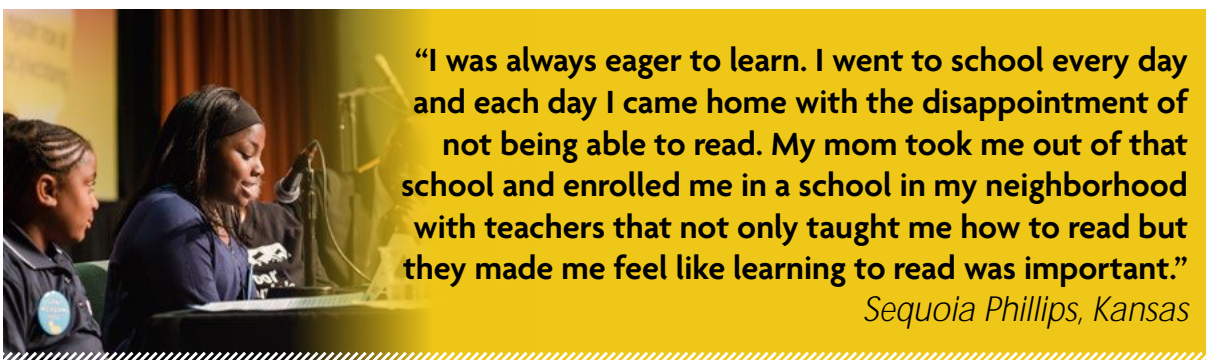 “I was always eager to learn. I went to school every day
and each day I came home with the disappointment of
not being able to read. My mom took me out of that
school and enrolled me in a school in my neighborhood
with teachers that not only taught me how to read but
they made me feel like learning to read was important.”
Sequoia Phillips, Kansas